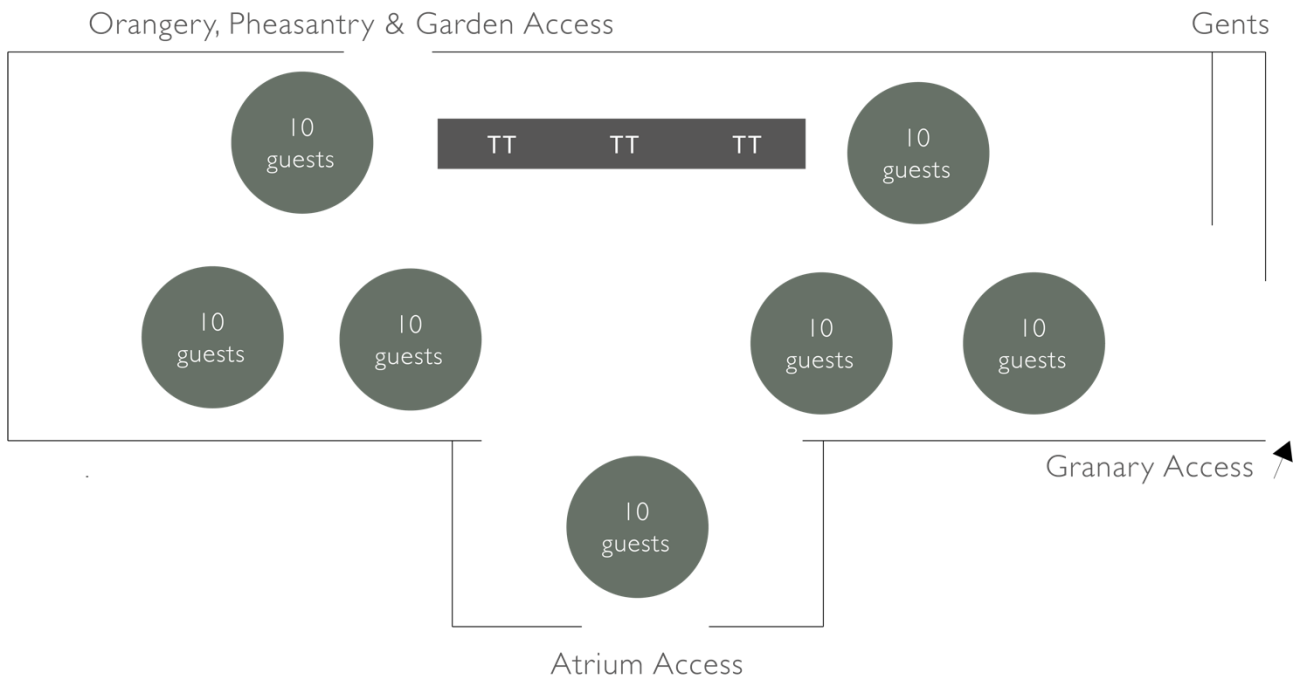 Orangery, Pheasantry & Garden Access
Gents
10
guests
TT TT TT
10
guests
10
guests
10
guests
10
guests
10
guests
Granary Access
10
guests
Atrium Access